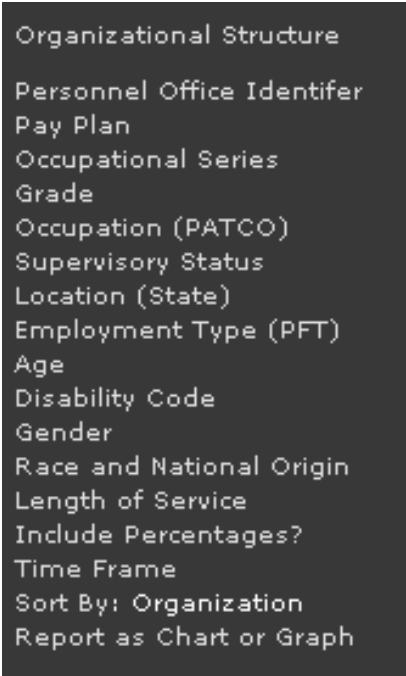 Organizational Structure
Personnel Office Identifer
Pay Plan
Occupational Series
Grade
Occupation (PATCO)
Supervisory Status
Location (State)
Employment Type (PFT)
Age
Disability Code
Gender
Race and National Origin
Length of Service
Include Percentages?
Time Frame
Sort By: Organization
Report as Chart or Graph